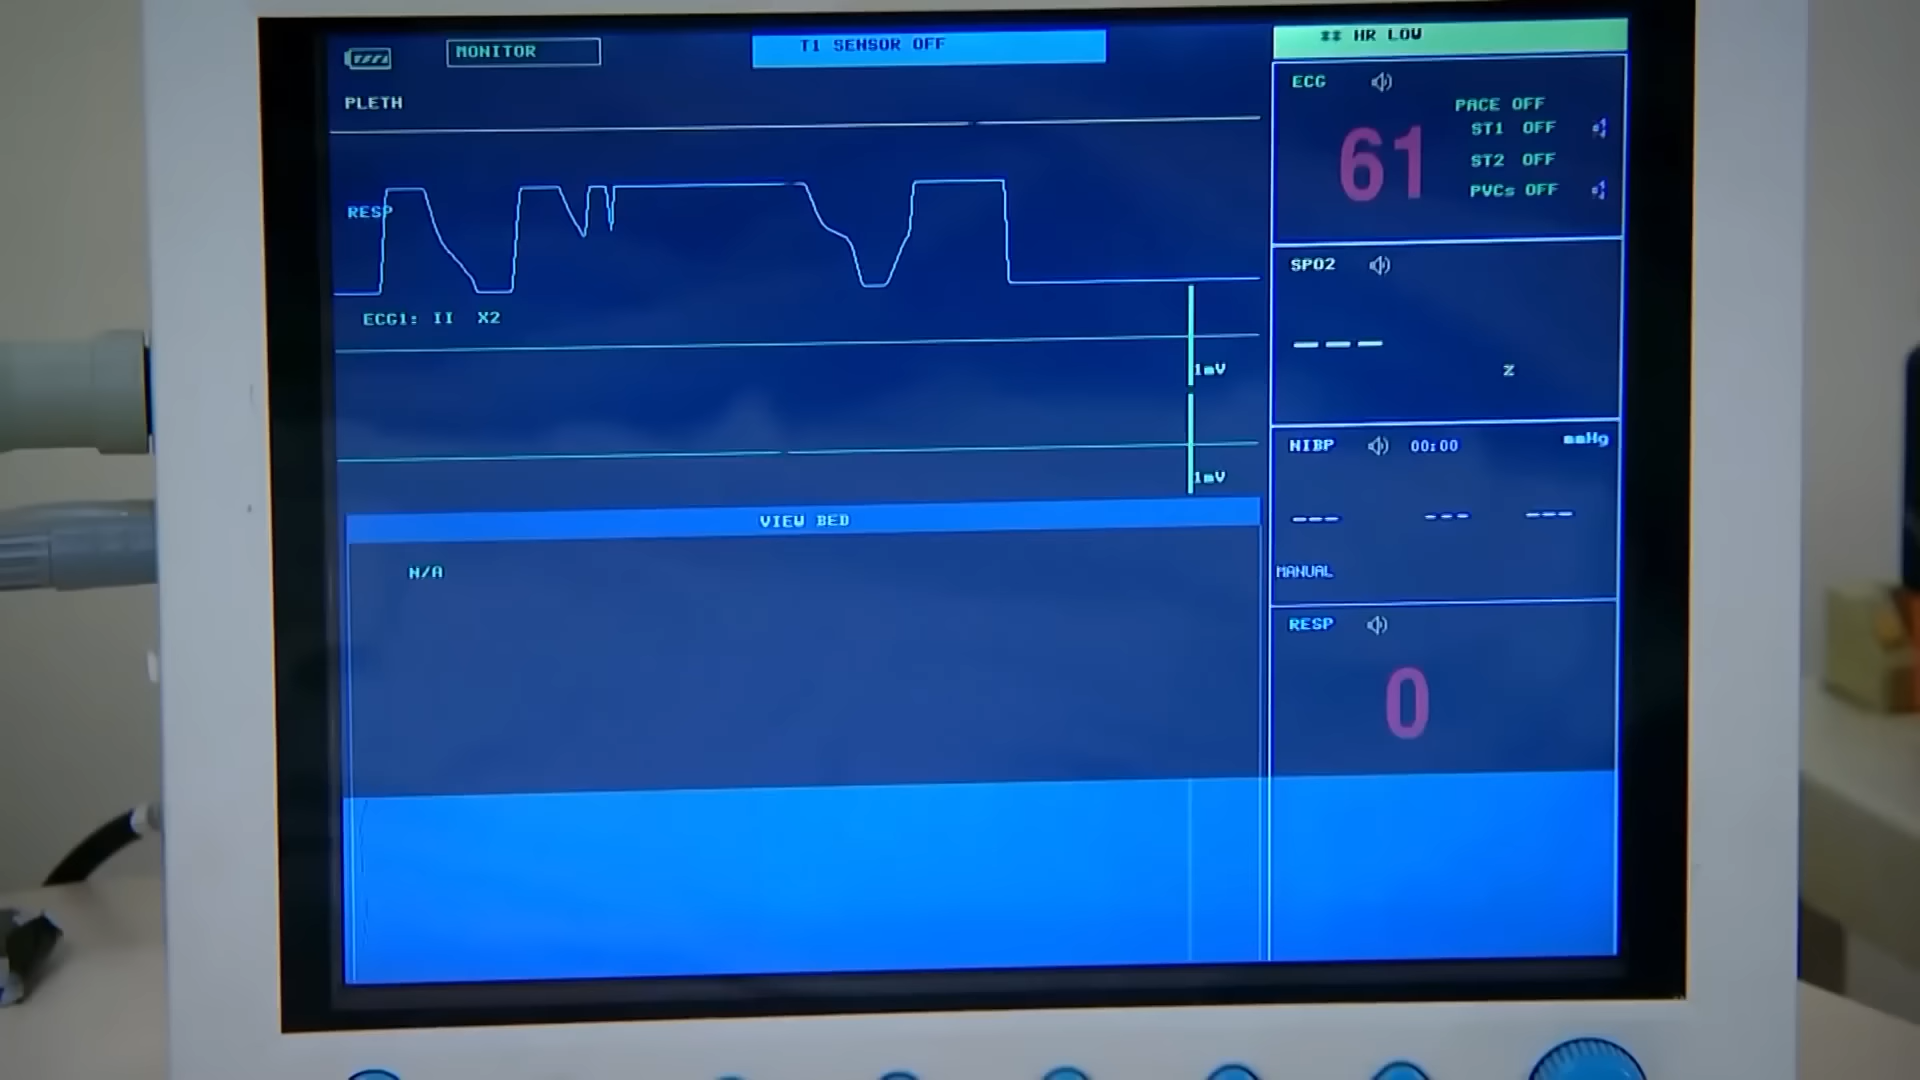 MONITOR
T1 SENSOR OFF
** HR LOW
PLETH
RESP
ECG1: II X2
1mV
1mV
VIEW BED
N/A
ECG
PACE OFF
ST1 OFF
ST2 OFF
PVCs OFF
61
SPO2
--- %
NIBP 00:00 mmHg
--- --- ---
MANUAL
RESP
0